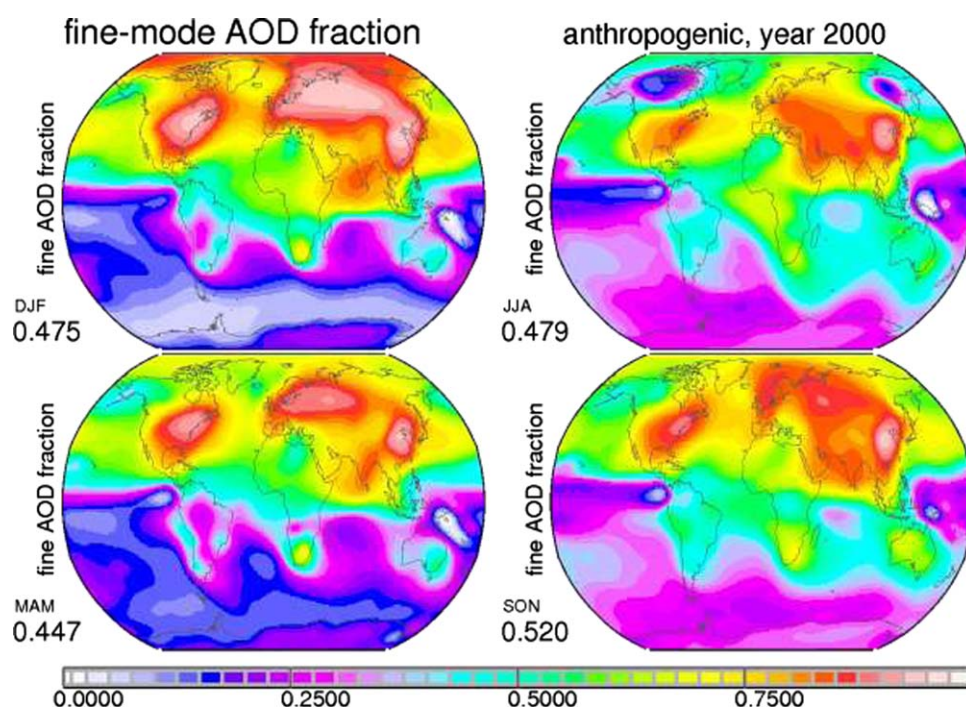 fine-mode AOD fraction
anthropogenic, year 2000
fine AOD fraction
DJF
0.475
fine AOD fraction
JJA
0.479
fine AOD fraction
MAM
0.447
fine AOD fraction
SON
0.520
0.0000 0.2500 0.5000 0.7500